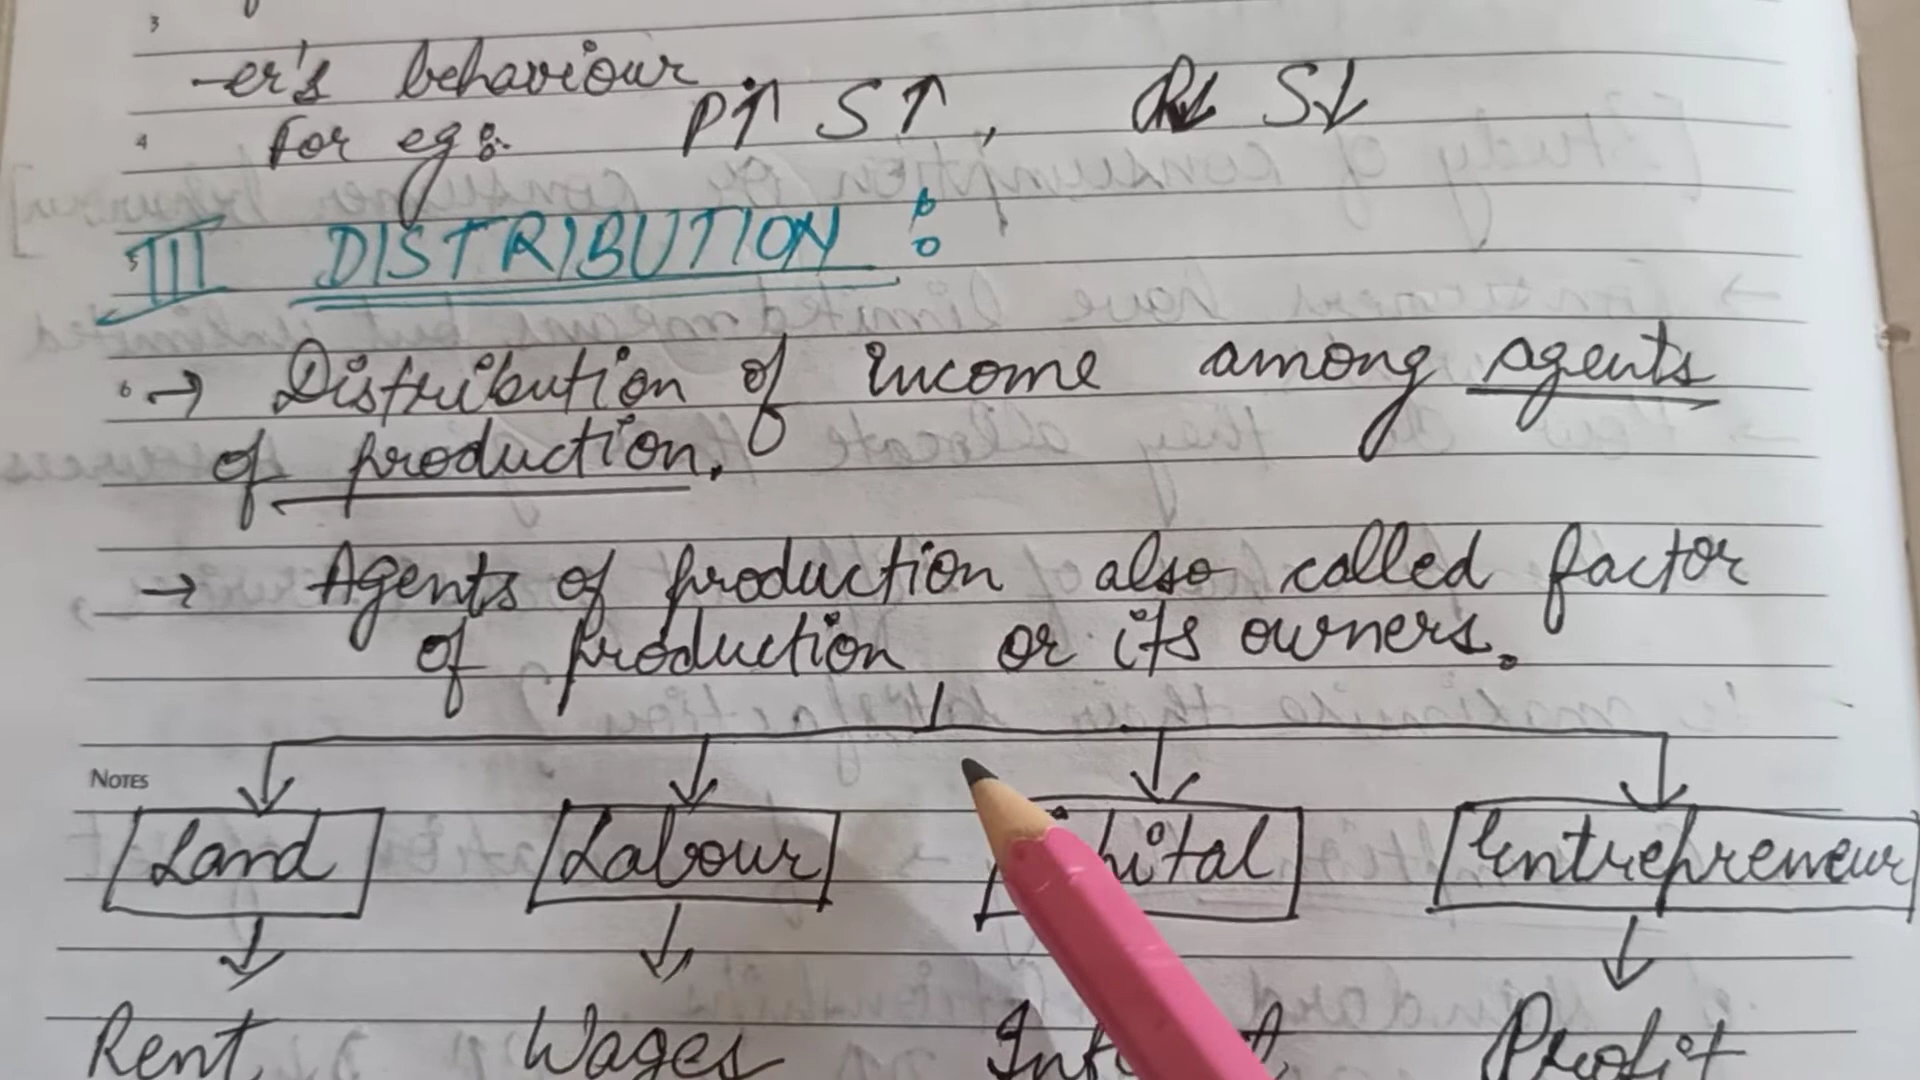 -er's behaviour
for eg: P↑ S↑, P↓ S↓
III DISTRIBUTION :
→ Distribution of income among agents
of production.
→ Agents of production also called factor
of production or its owners.
NOTES
Land Labour Entrepreneur
Rent Wages Profit